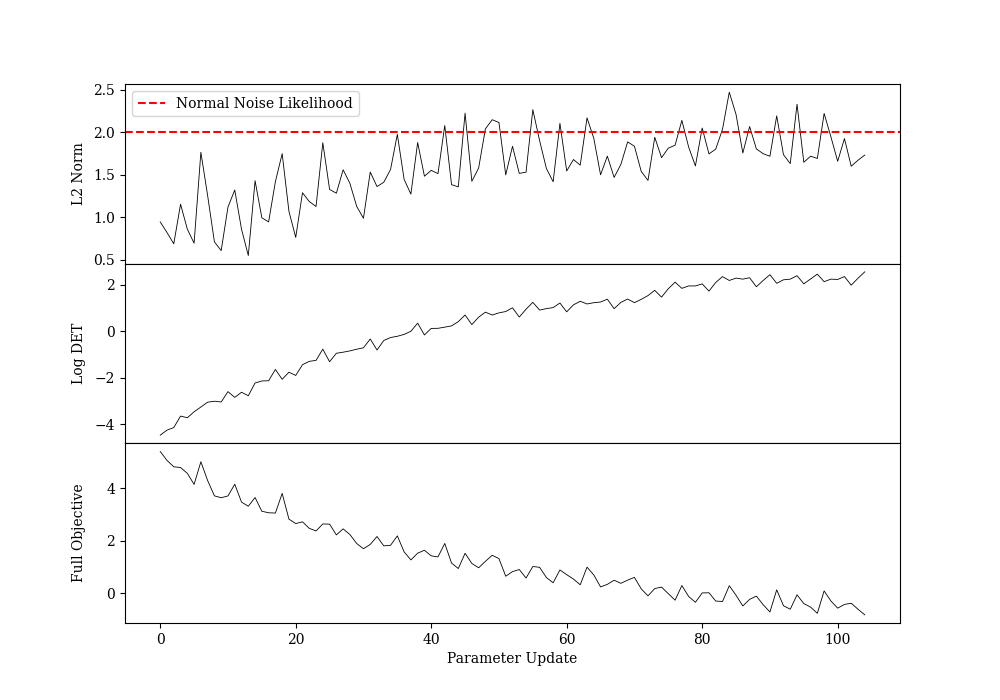 2.5
Normal Noise Likelihood
2.0
1.5
1.0
0.5
L2 Norm
2
0
−2
−4
Log DET
4
2
0
Full Objective
0 20 40 60 80 100
Parameter Update